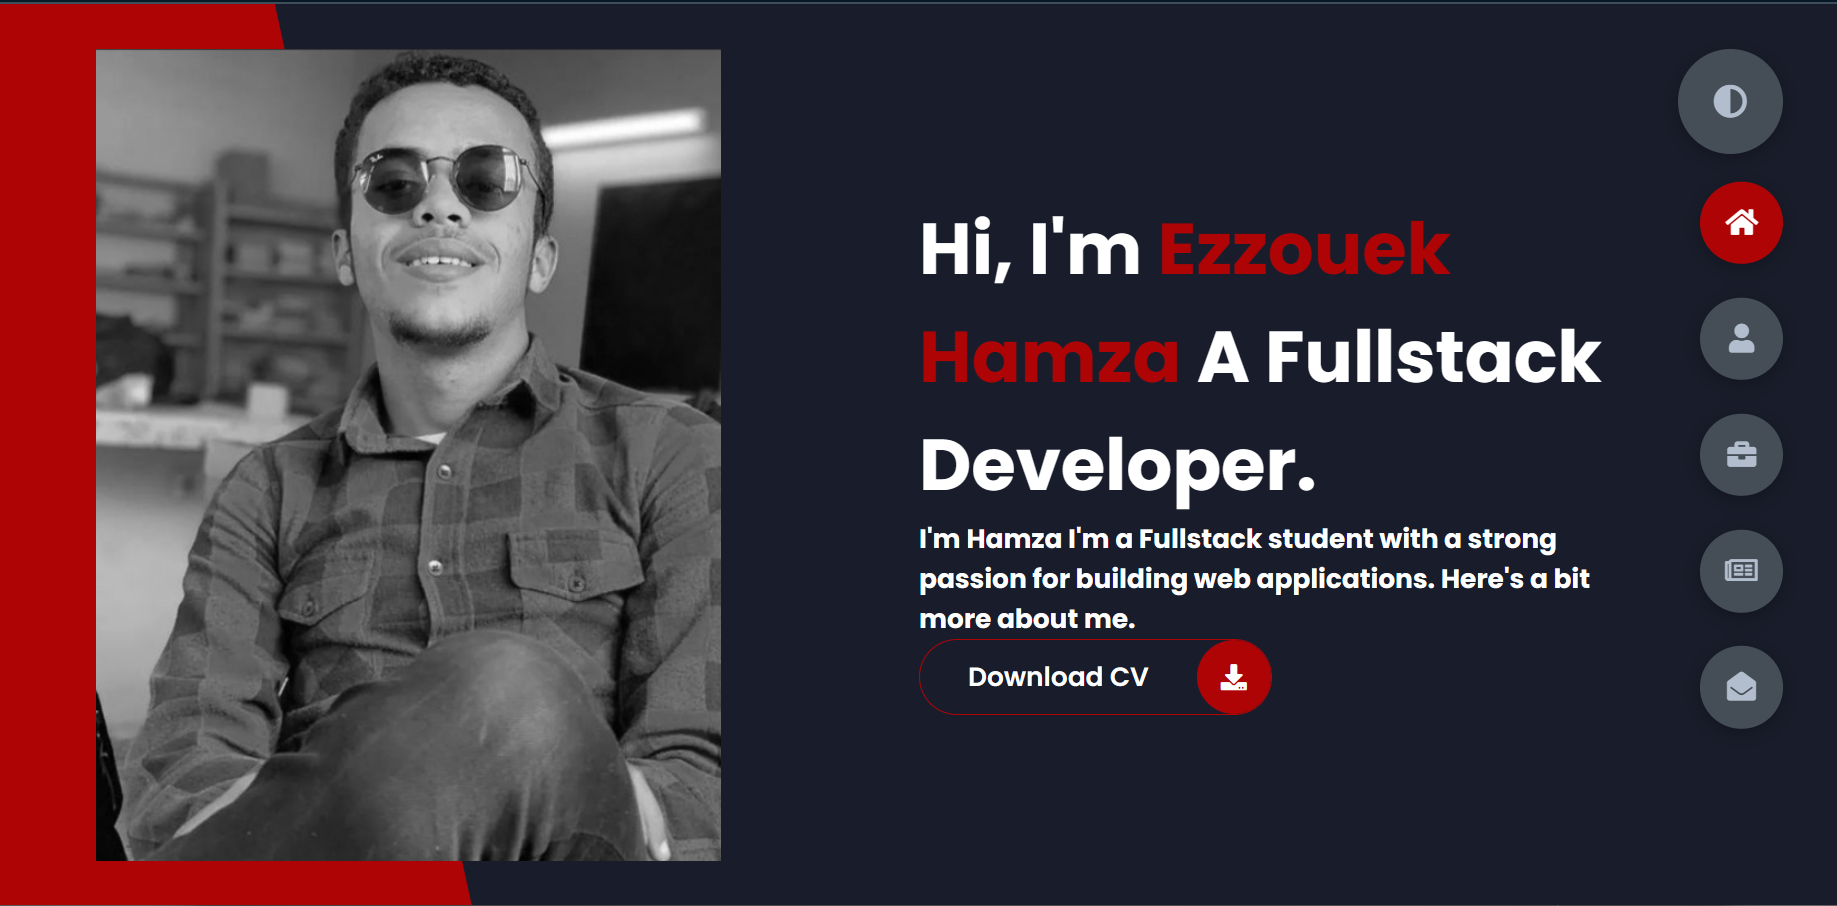 Hi, I'm Ezzouek
Hamza A Fullstack
Developer.
I'm Hamza I'm a Fullstack student with a strong
passion for building web applications. Here's a bit
more about me.
Download CV